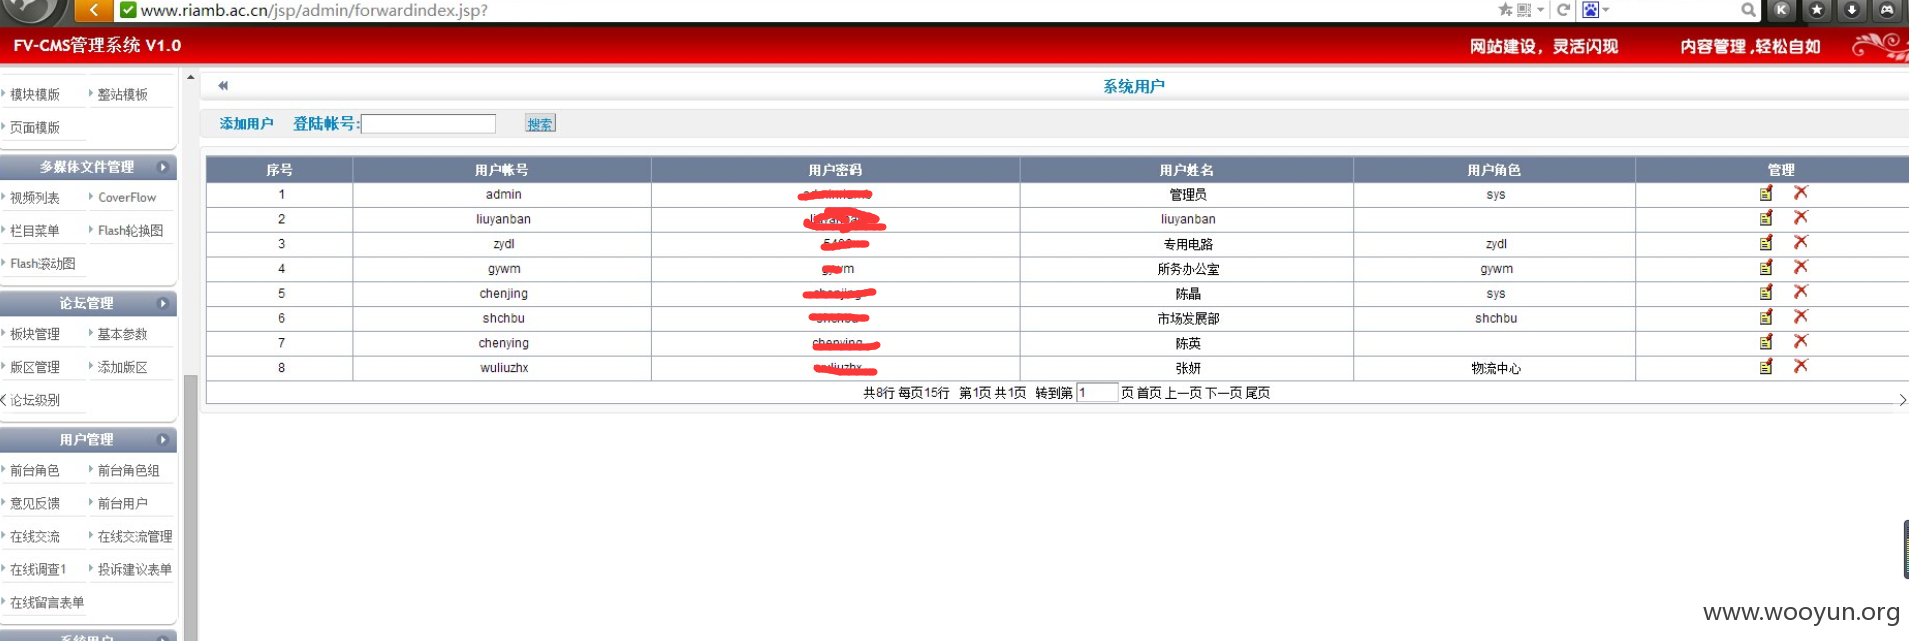 www.riamb.ac.cn/jsp/admin/forwardindex.jsp?
FV-CMS管理系统 V1.0
网站建设，灵活闪现
内容管理 ,轻松自如
模块模版
整站模板
页面模版
多媒体文件管理
视频列表
CoverFlow
栏目菜单
Flash轮换图
Flash滚动图
论坛管理
板块管理
基本参数
版区管理
添加版区
论坛级别
用户管理
前台角色
前台角色组
意见反馈
前台用户
在线交流
在线交流管理
在线调查1
投诉建议表单
在线留言表单
系统用户
系统用户
添加用户 登陆帐号: 搜索
序号 用户帐号 用户密码 用户姓名 用户角色 管理
1 admin 管理员 sys
2 liuyanban liuyanban
3 zydl 专用电路 zydl
4 gywm 所务办公室 gywm
5 chenjing 陈晶 sys
6 shchbu 市场发展部 shchbu
7 chenying 陈英
8 wuliuzhx 张妍 物流中心
共8行 每页15行 第1页 共1页 转到第 1 页 首页 上一页 下一页 尾页
www.wooyun.org